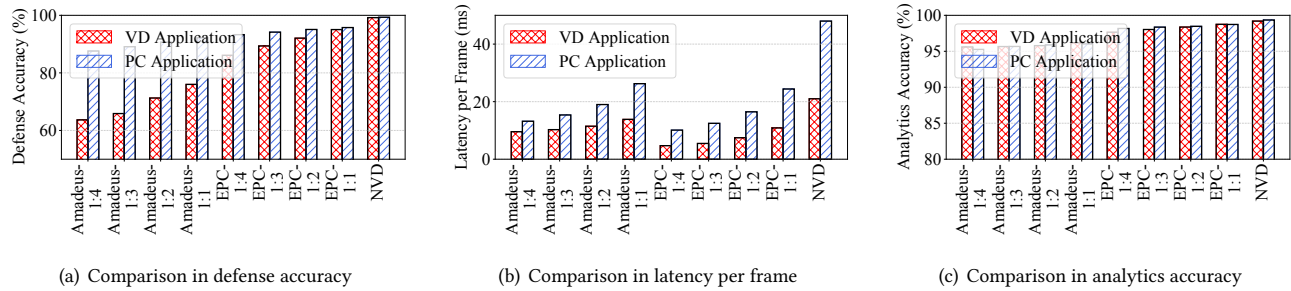 Defense Accuracy (%)
100
80
60
VD Application
PC Application
Amadeus-
1:4
Amadeus-
1:3
Amadeus-
1:2
Amadeus-
1:1
EPC-
1:4
EPC-
1:3
EPC-
1:2
EPC-
1:1
NVD
(a) Comparison in defense accuracy
Latency per Frame (ms)
40
20
0
VD Application
PC Application
Amadeus-
1:4
Amadeus-
1:3
Amadeus-
1:2
Amadeus-
1:1
EPC-
1:4
EPC-
1:3
EPC-
1:2
EPC-
1:1
NVD
(b) Comparison in latency per frame
Analytics Accuracy (%)
100
95
90
85
80
VD Application
PC Application
Amadeus-
1:4
Amadeus-
1:3
Amadeus-
1:2
Amadeus-
1:1
EPC-
1:4
EPC-
1:3
EPC-
1:2
EPC-
1:1
NVD
(c) Comparison in analytics accuracy